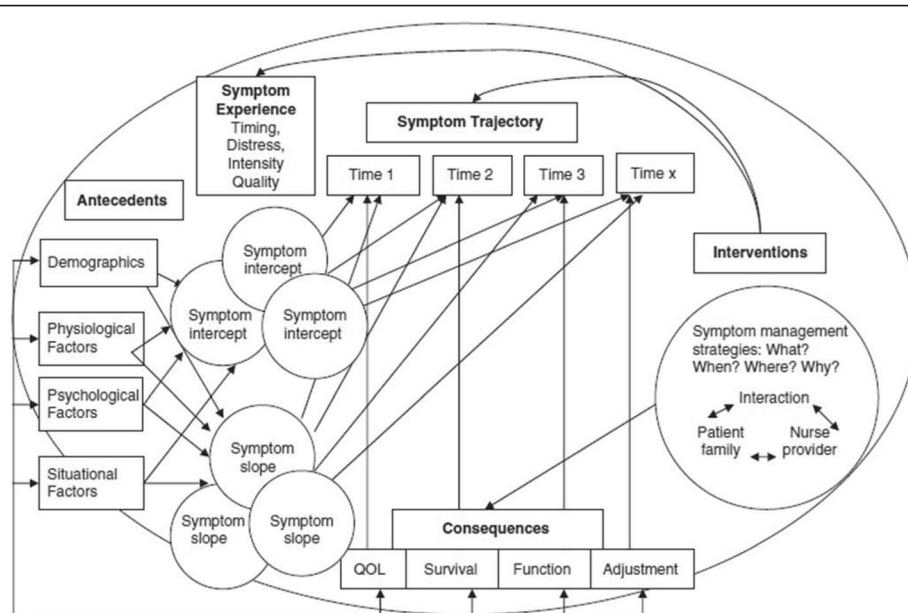 Symptom
Experience
Timing,
Distress,
Intensity
Quality
Symptom Trajectory
Time 1
Time 2
Time 3
Time x
Antecedents
Interventions
Demographics
Physiological
Factors
Psychological
Factors
Situational
Factors
Symptom
intercept
Symptom
intercept
Symptom
intercept
Symptom
slope
Symptom
slope
Symptom
slope
Symptom management
strategies: What?
When? Where? Why?
Interaction
Patient
family
Nurse
provider
Consequences
QOL
Survival
Function
Adjustment